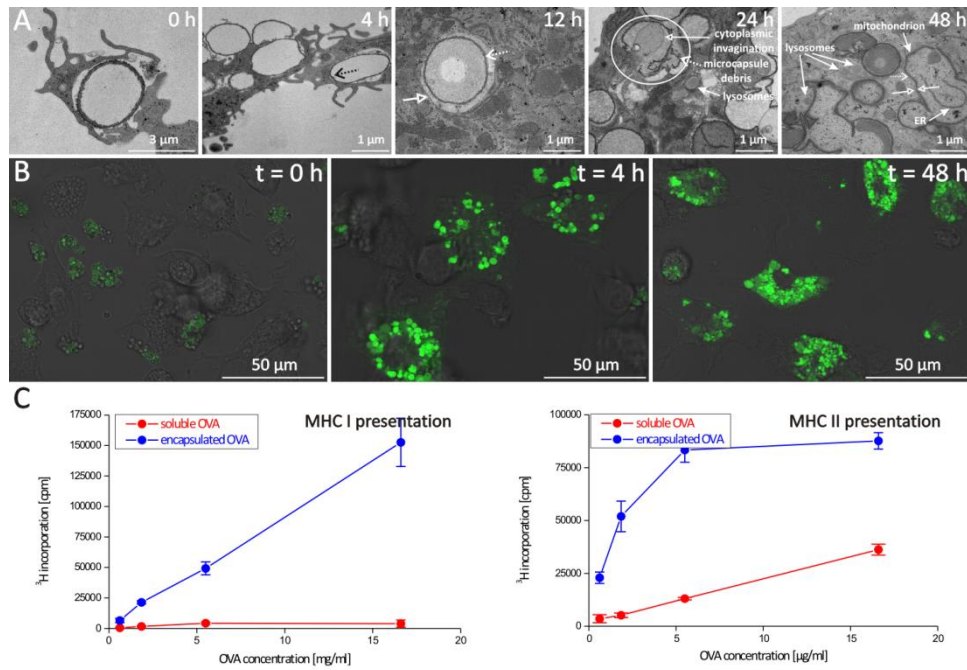 A
0 h
4 h
12 h
24 h
48 h
cytoplasmic
invagination
microcapsule
debris
lysosomes
mitochondrion
lysosomes
ER
3 µm
1 µm
1 µm
1 µm
1 µm
B
t = 0 h
t = 4 h
t = 48 h
50 µm
50 µm
50 µm
C
soluble OVA
encapsulated OVA
MHC I presentation
³H incorporation [cpm]
175000
150000
125000
100000
75000
50000
25000
0
0 5 10 15 20
OVA concentration [mg/ml]
soluble OVA
encapsulated OVA
MHC II presentation
³H incorporation [cpm]
100000
75000
50000
25000
0
0 5 10 15 20
OVA concentration [µg/ml]